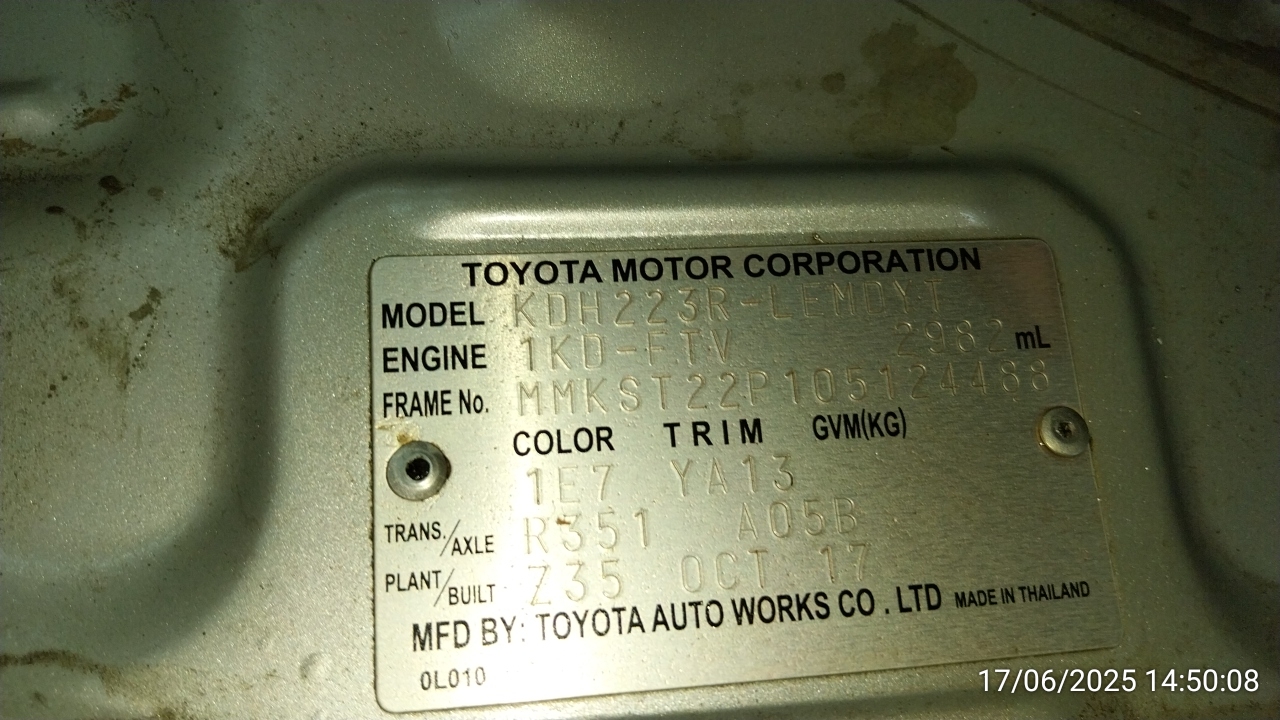 TOYOTA MOTOR CORPORATION
MODEL KDH223R-LEMDYT
ENGINE 1KD-FTV 2982 mL
FRAME No. MMKST22P105124488
COLOR TRIM GVM(KG)
1E7 YA13
TRANS./AXLE R351 A05B
PLANT/BUILT Z35 OCT 17
MFD BY: TOYOTA AUTO WORKS CO . LTD MADE IN THAILAND
0L010
17/06/2025 14:50:08